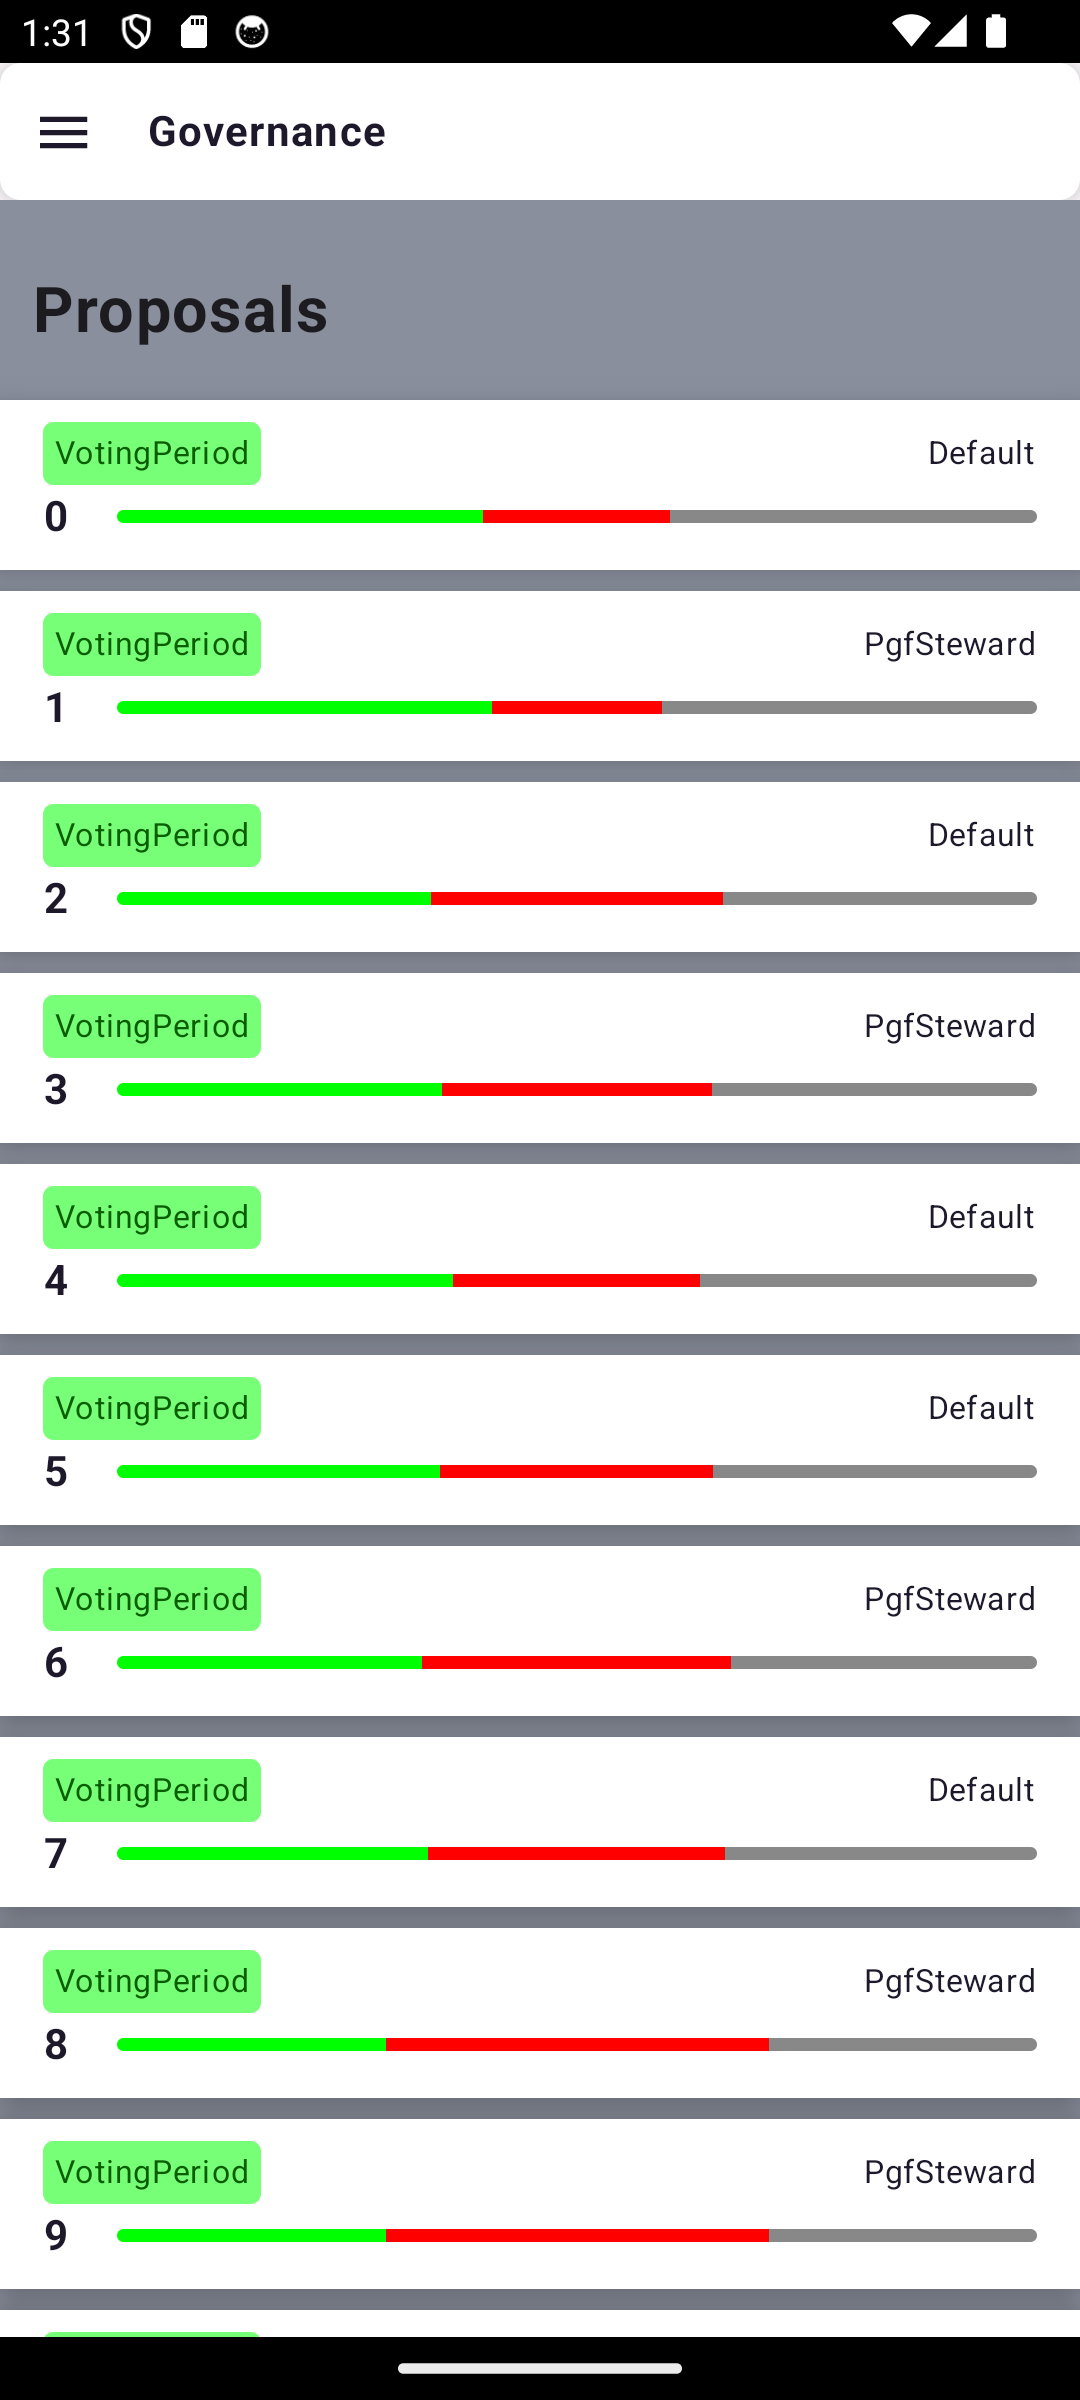 1:31
Governance
Proposals
VotingPeriod Default
0
VotingPeriod PgfSteward
1
VotingPeriod Default
2
VotingPeriod PgfSteward
3
VotingPeriod Default
4
VotingPeriod Default
5
VotingPeriod PgfSteward
6
VotingPeriod Default
7
VotingPeriod PgfSteward
8
VotingPeriod PgfSteward
9